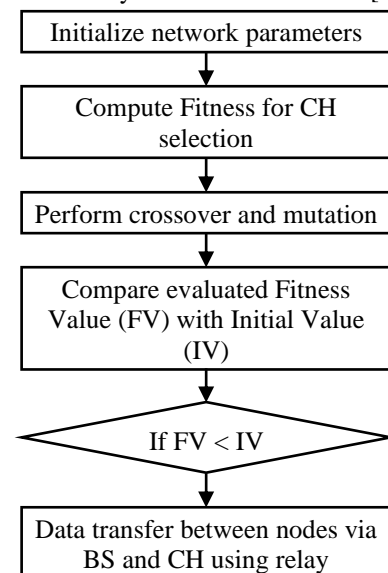 Initialize network parameters
Compute Fitness for CH
selection
Perform crossover and mutation
Compare evaluated Fitness
Value (FV) with Initial Value
(IV)
If FV < IV
Data transfer between nodes via
BS and CH using relay